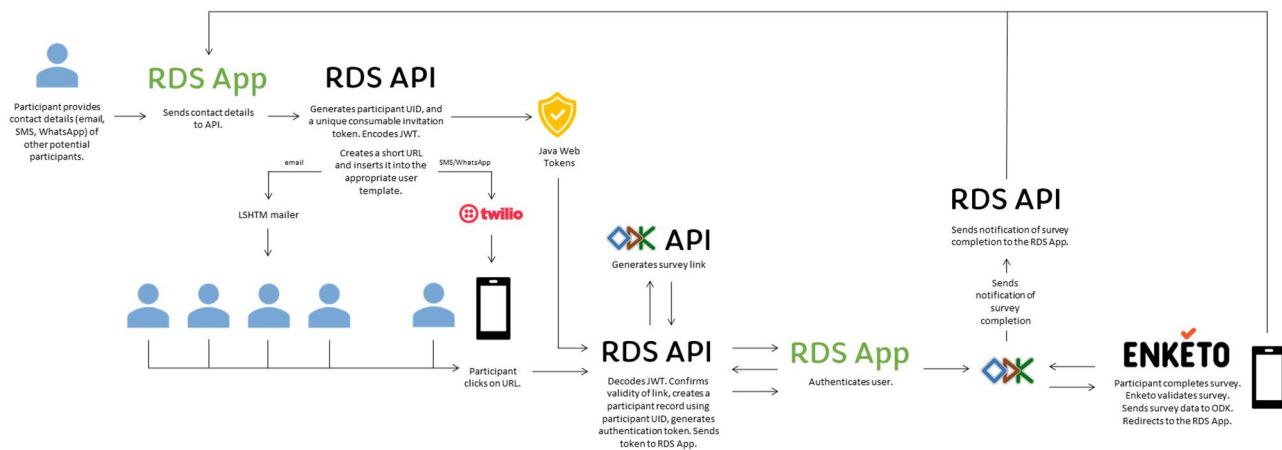 RDS App
RDS API
Participant provides
contact details (email,
SMS, WhatsApp) of
other potential
participants.
Sends contact details
to API.
Generates participant UID, and
a unique consumable invitation
token. Encodes JWT.
Creates a short URL
and inserts it into the
appropriate user
template.
Java Web
Tokens
email
SMS/WhatsApp
LSHTM mailer
twilio
Participant
clicks on URL.
ODK API
Generates survey link
RDS API
Decodes JWT. Confirms
validity of link, creates a
participant record using
participant UID, generates
authentication token. Sends
token to RDS App.
RDS App
Authenticates user.
RDS API
Sends notification of survey
completion to the RDS App.
Sends
notification of
survey
completion
ODK
ENKETO
Participant completes survey.
Enketo validates survey.
Sends survey data to ODK.
Redirects to the RDS App.